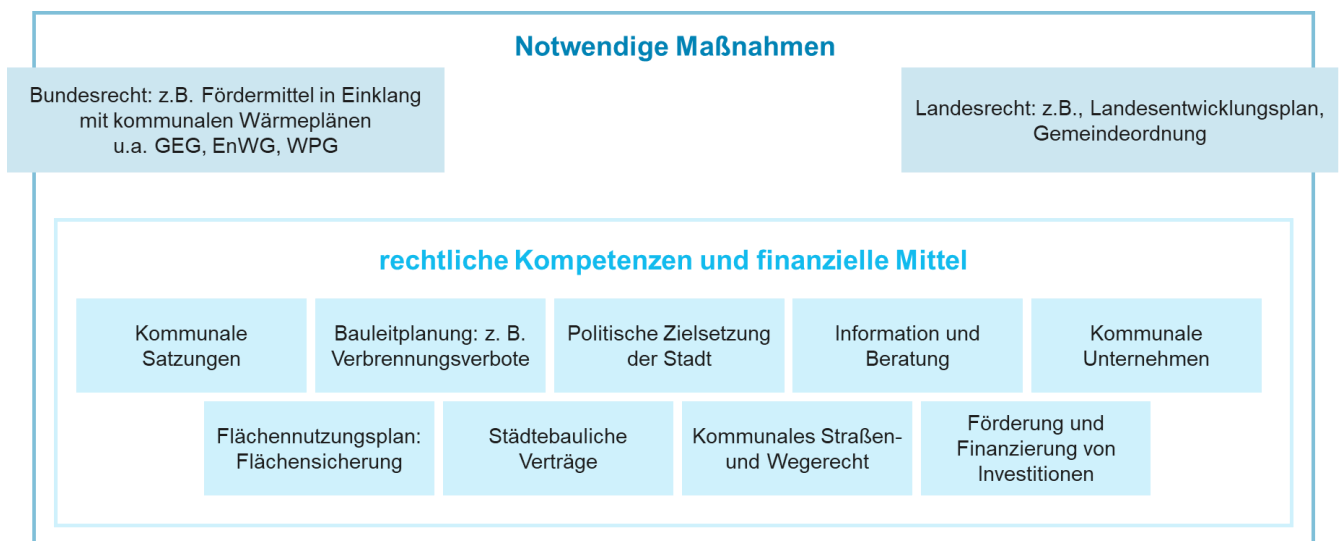 Notwendige Maßnahmen
Bundesrecht: z.B. Fördermittel in Einklang
mit kommunalen Wärmeplänen
u.a. GEG, EnWG, WPG
Landesrecht: z.B., Landesentwicklungsplan,
Gemeindeordnung
rechtliche Kompetenzen und finanzielle Mittel
Kommunale
Satzungen
Bauleitplanung: z. B.
Verbrennungsverbote
Politische Zielsetzung
der Stadt
Information und
Beratung
Kommunale
Unternehmen
Flächennutzungsplan:
Flächensicherung
Städtebauliche
Verträge
Kommunales Straßen-
und Wegerecht
Förderung und
Finanzierung von
Investitionen